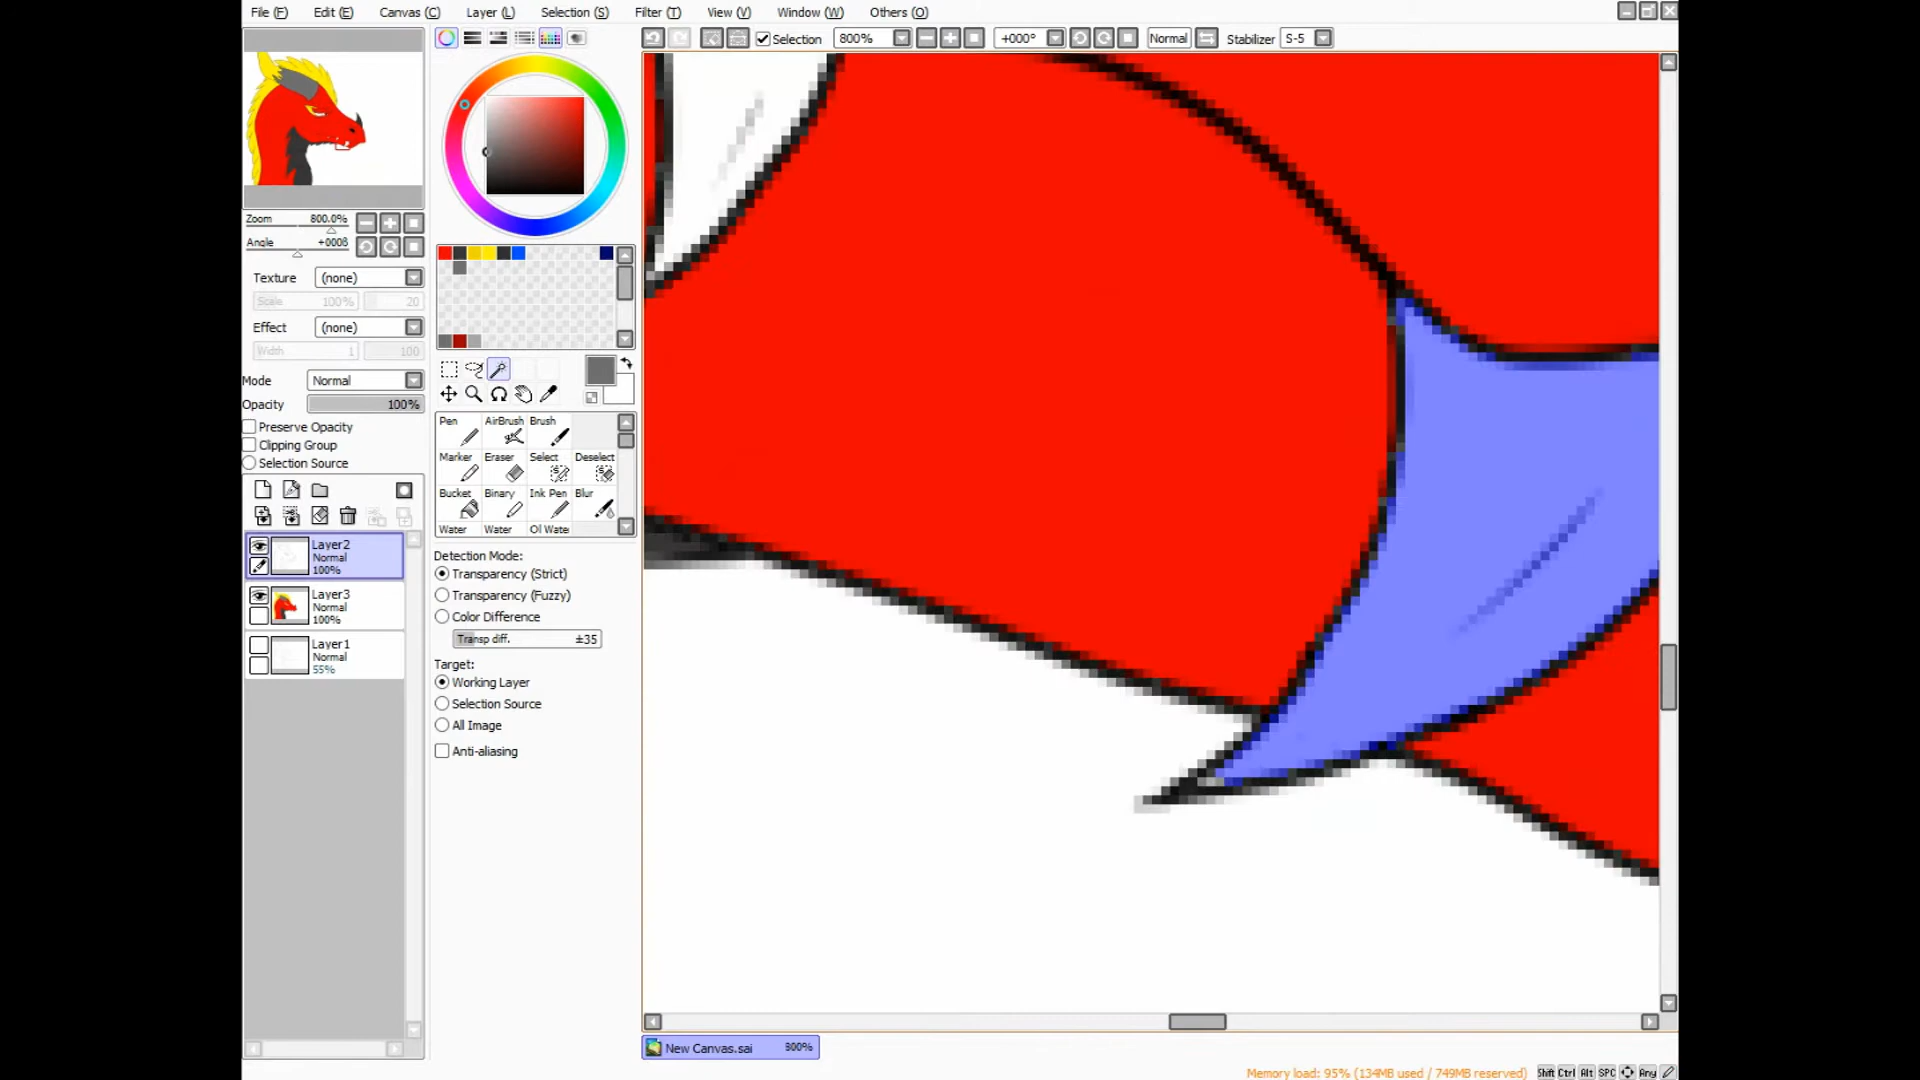 File (F) Edit (E) Canvas (C) Layer (L) Selection (S) Filter (T) View (V) Window (W) Others (O)
Selection 800% +000° Normal Stabilizer S-5
Zoom 800.0%
Angle +000ß
Texture (none)
Scale 100% 20
Effect (none)
Width 1 100
Mode Normal
Opacity 100%
Preserve Opacity
Clipping Group
Selection Source
Layer2
Normal
100%
Layer3
Normal
100%
Layer1
Normal
55%
Pen AirBrush Brush
Marker Eraser Select Deselect
Bucket Binary Ink Pen Blur
Water Water Oil Wate
Detection Mode:
Transparency (Strict)
Transparency (Fuzzy)
Color Difference
Transp diff. ±35
Target:
Working Layer
Selection Source
All Image
Anti-aliasing
New Canvas.sai 800%
Memory load: 95% (134MB used / 749MB reserved) Shift Ctrl Alt SPC Any